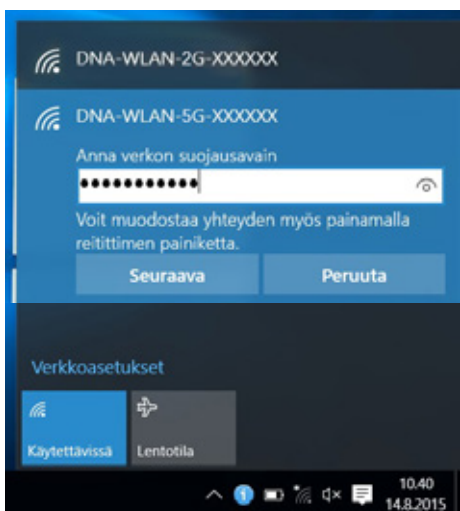 DNA-WLAN-2G-XXXXXX
DNA-WLAN-5G-XXXXXX
Anna verkon suojausavain
●●●●●●●●●●●
Voit muodostaa yhteyden myös painamalla
reitittimen painiketta.
Seuraava Peruuta
Verkkoasetukset
Käytettävissä Lentotila
10.40
14.8.2015